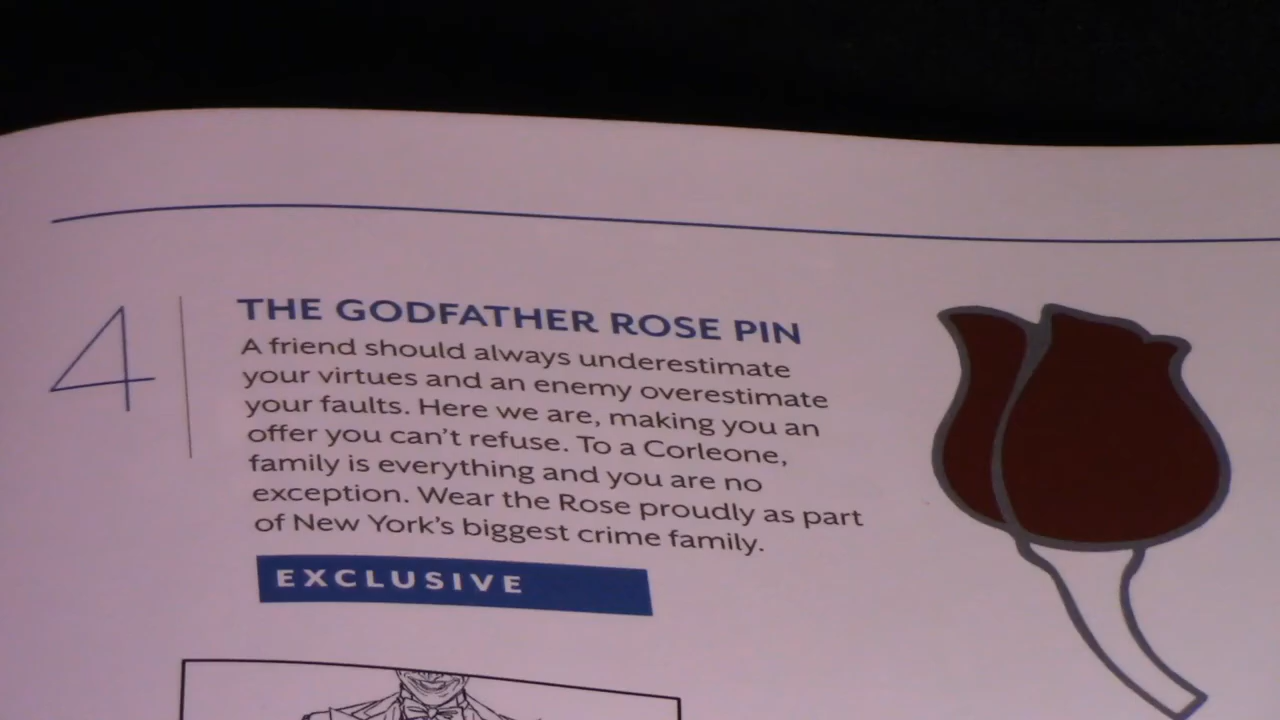 4
THE GODFATHER ROSE PIN
A friend should always underestimate
your virtues and an enemy overestimate
your faults. Here we are, making you an
offer you can't refuse. To a Corleone,
family is everything and you are no
exception. Wear the Rose proudly as part
of New York's biggest crime family.
EXCLUSIVE